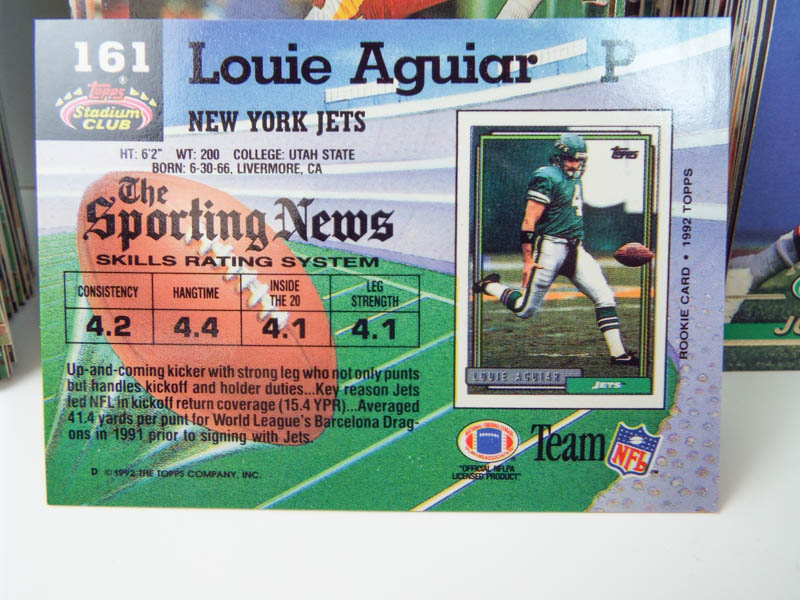 161
Topps
Stadium
CLUB
Louie Aguiar P
NEW YORK JETS
HT: 6'2" WT: 200 COLLEGE: UTAH STATE
BORN: 6-30-66, LIVERMORE, CA
The
Sporting News
SKILLS RATING SYSTEM
CONSISTENCY HANGTIME INSIDE THE 20 LEG STRENGTH
4.2 4.4 4.1 4.1
Up-and-coming kicker with strong leg who not only punts
but handles kickoff and holder duties...Key reason Jets
led NFL in kickoff return coverage (15.4 YPR)...Averaged
41.4 yards per punt for World League's Barcelona Drag-
ons in 1991 prior to signing with Jets.
D ©1992 THE TOPPS COMPANY, INC.
TOPPS
LOUIE AGUIAR
JETS
ROOKIE CARD • 1992 TOPPS
"OFFICIAL NFLPA
LICENSED PRODUCT"
Team NFL™